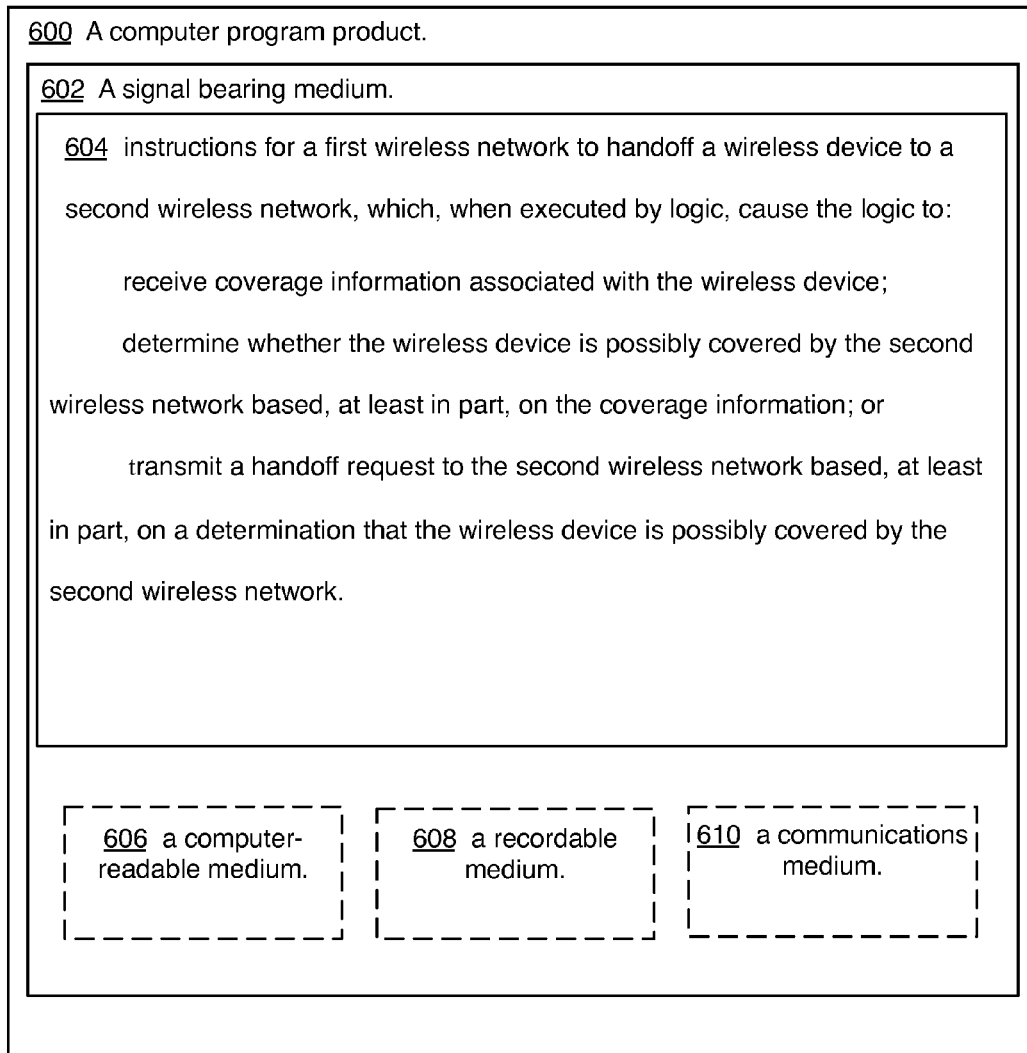 600 A computer program product.
602 A signal bearing medium.
604 instructions for a first wireless network to handoff a wireless device to a
second wireless network, which, when executed by logic, cause the logic to:
receive coverage information associated with the wireless device;
determine whether the wireless device is possibly covered by the second
wireless network based, at least in part, on the coverage information; or
transmit a handoff request to the second wireless network based, at least
in part, on a determination that the wireless device is possibly covered by the
second wireless network.
606 a computer-
readable medium.
608 a recordable
medium.
610 a communications
medium.